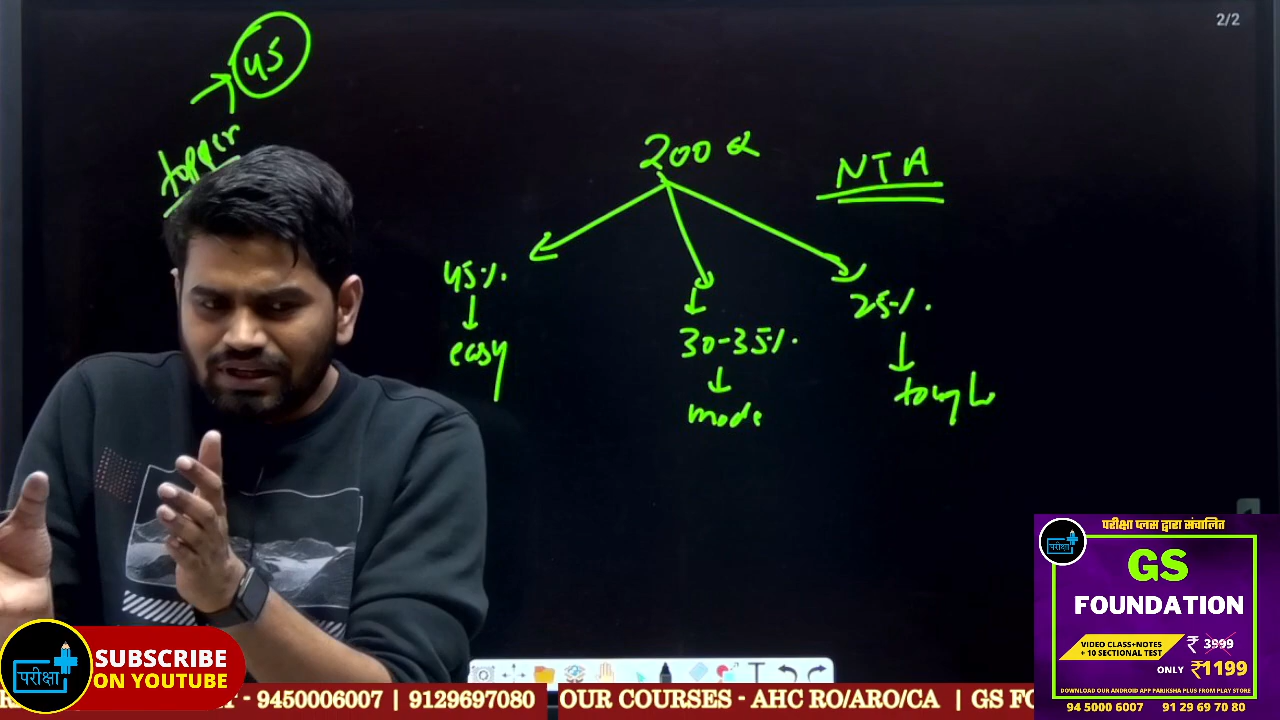 2/2
45
topper
200 Q
NTA
45%.
easy
30-35%.
mode
25%.
tough
परीक्षा प्लस द्वारा संचालित
परीक्षा
GS
FOUNDATION
VIDEO CLASS+NOTES
+ 10 SECTIONAL TEST
₹ 3999
ONLY ₹1199
DOWNLOAD OUR ANDROID APP PARIKSHA PLUS FROM PLAY STORE
94 5000 6007 91 29 69 70 80
परीक्षा
SUBSCRIBE
ON YOUTUBE
- 9450006007 | 9129697080 OUR COURSES - AHC RO/ARO/CA | GS FO